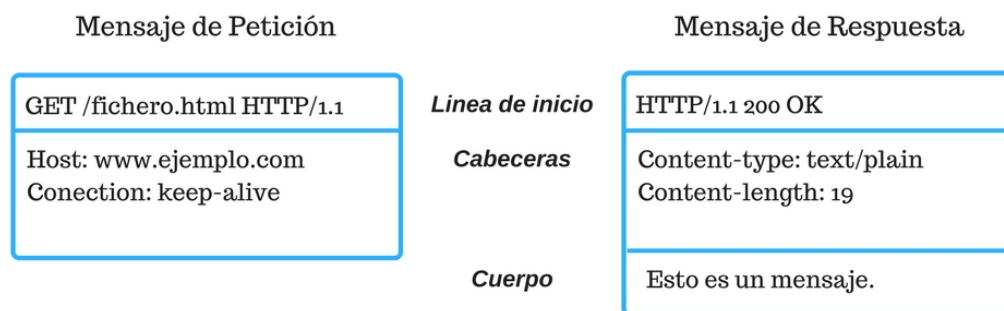 Mensaje de Petición
Mensaje de Respuesta
GET /fichero.html HTTP/1.1
Linea de inicio
HTTP/1.1 200 OK
Host: www.ejemplo.com
Conection: keep-alive
Cabeceras
Content-type: text/plain
Content-length: 19
Cuerpo
Esto es un mensaje.